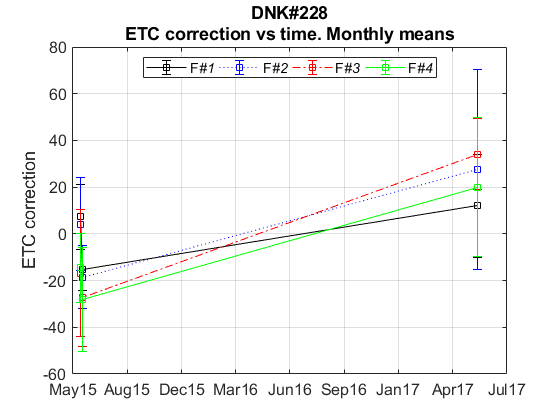 DNK#228
ETC correction vs time. Monthly means
F#1 F#2 F#3 F#4
ETC correction
80
60
40
20
0
-20
-40
-60
May15 Aug15 Dec15 Mar16 Jun16 Sep16 Jan17 Apr17 Jul17